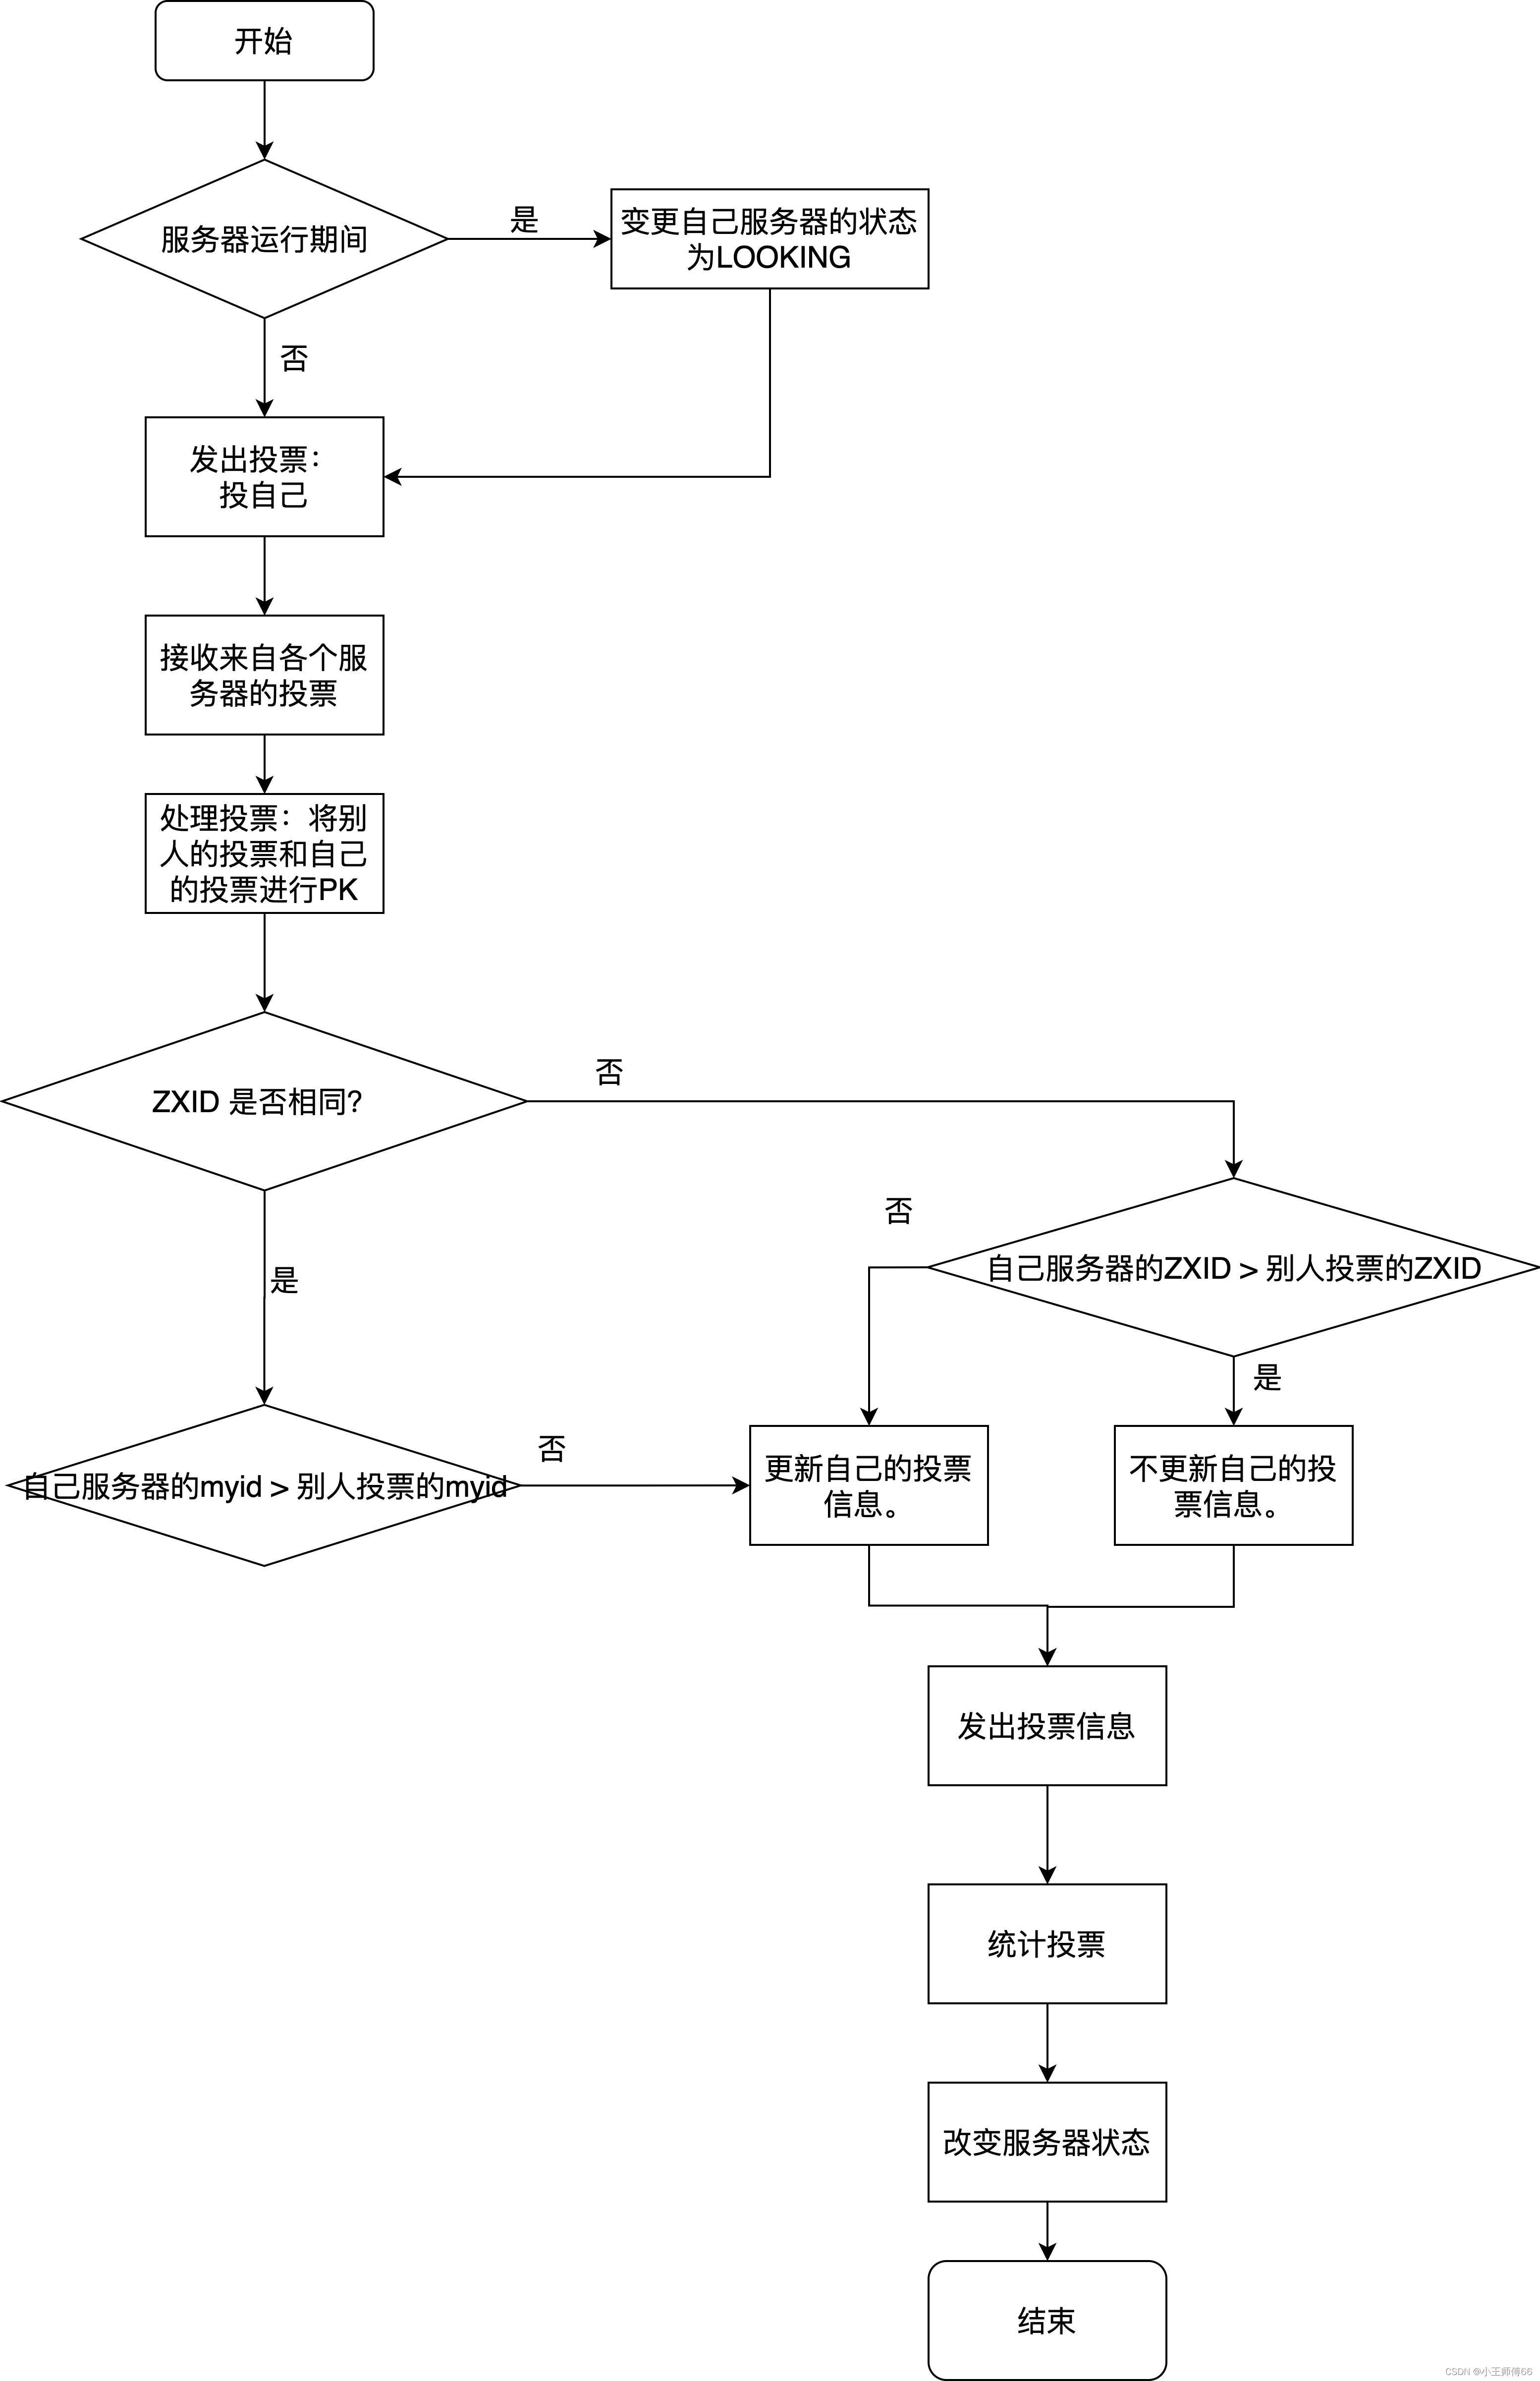 开始
服务器运行期间
是
变更自己服务器的状态
为LOOKING
否
发出投票：
投自己
接收来自各个服
务器的投票
处理投票：将别
人的投票和自己
的投票进行PK
否
ZXID 是否相同?
否
自己服务器的ZXID > 别人投票的ZXID
是
是
否
自己服务器的myid > 别人投票的myid
更新自己的投票
信息。
不更新自己的投
票信息。
发出投票信息
统计投票
改变服务器状态
结束
CSDN @小王师傅66